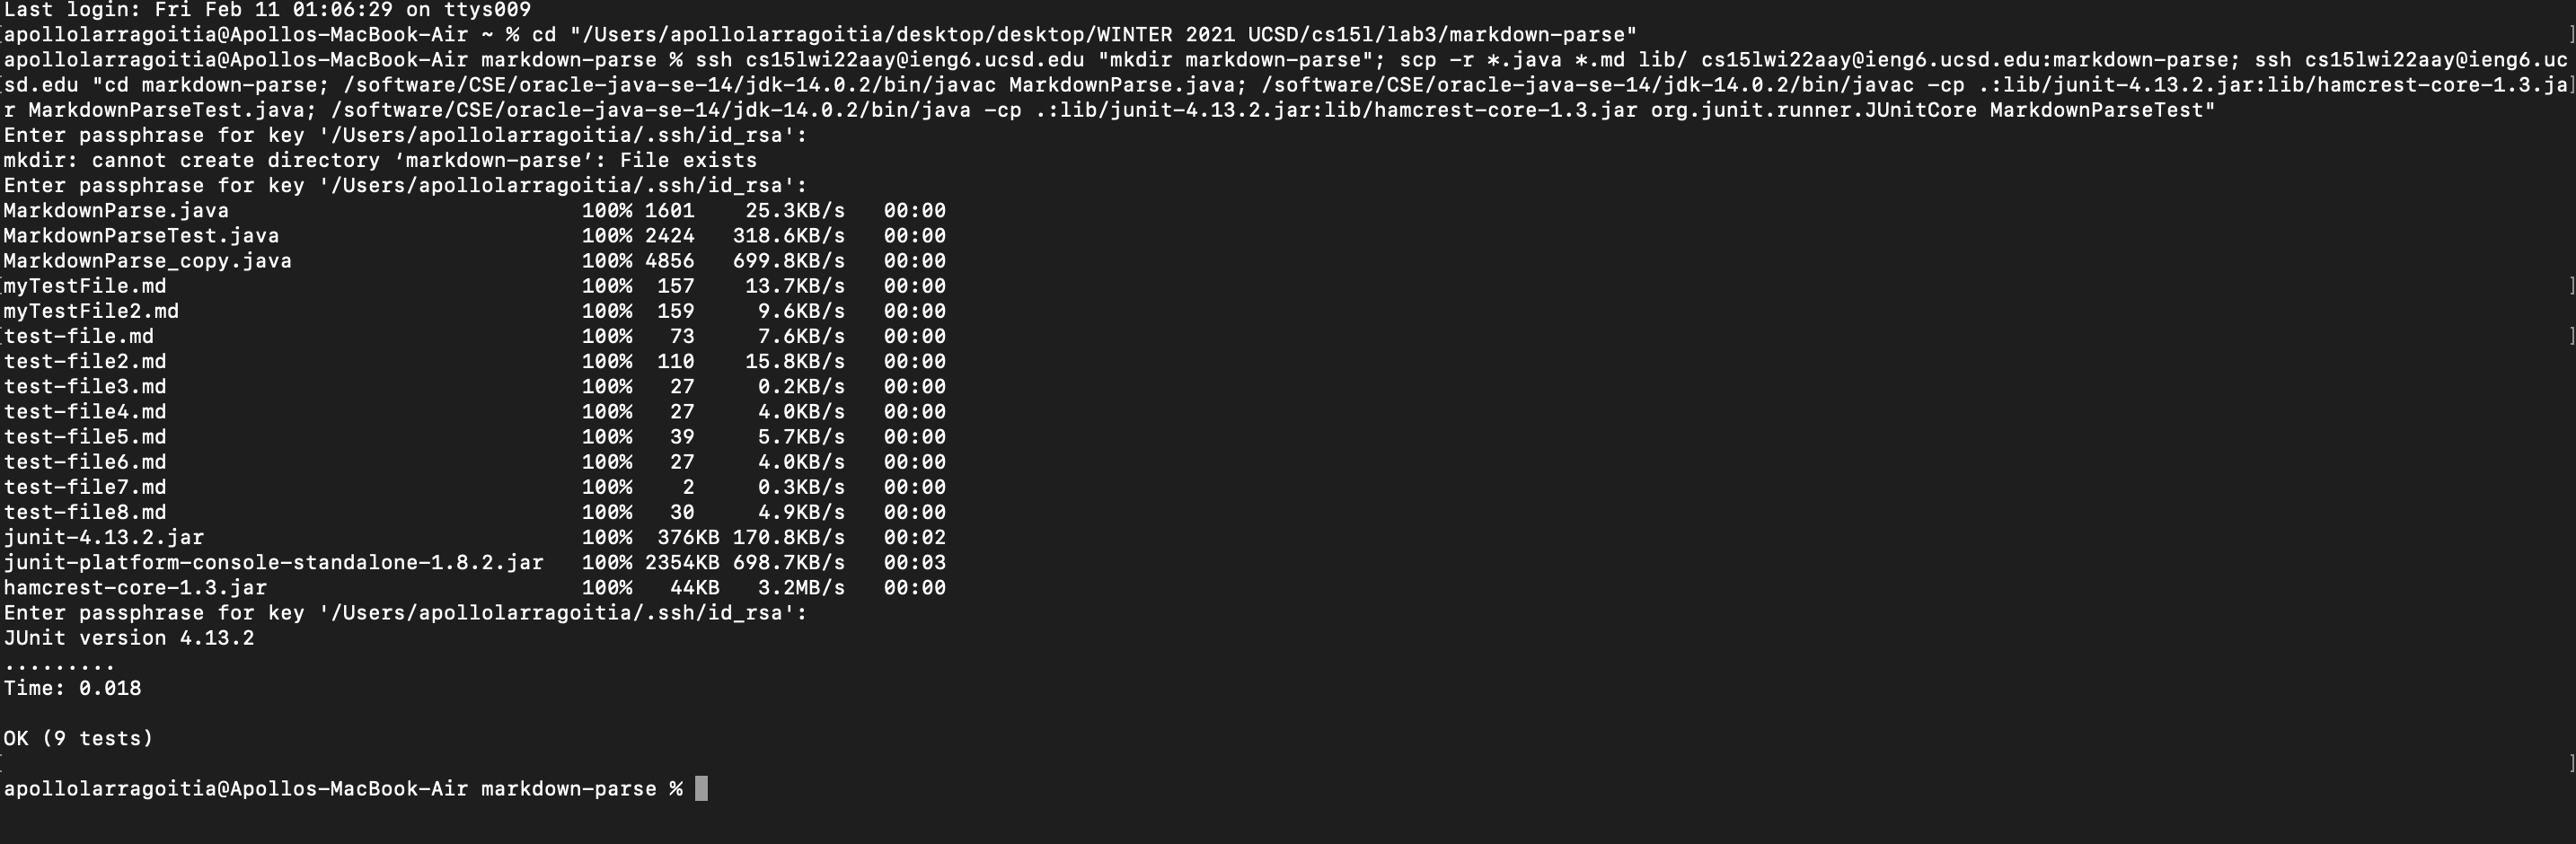 Last login: Fri Feb 11 01:06:29 on ttys009
[apollolarragoitia@Apollos-MacBook-Air ~ % cd "/Users/apollolarragoitia/desktop/desktop/WINTER 2021 UCSD/cs15l/lab3/markdown-parse" ]
apollolarragoitia@Apollos-MacBook-Air markdown-parse % ssh cs15lwi22aay@ieng6.ucsd.edu "mkdir markdown-parse"; scp -r *.java *.md lib/ cs15lwi22aay@ieng6.ucsd.edu:markdown-parse; ssh cs15lwi22aay@ieng6.uc
[sd.edu "cd markdown-parse; /software/CSE/oracle-java-se-14/jdk-14.0.2/bin/javac MarkdownParse.java; /software/CSE/oracle-java-se-14/jdk-14.0.2/bin/javac -cp .:lib/junit-4.13.2.jar:lib/hamcrest-core-1.3.ja]
r MarkdownParseTest.java; /software/CSE/oracle-java-se-14/jdk-14.0.2/bin/java -cp .:lib/junit-4.13.2.jar:lib/hamcrest-core-1.3.jar org.junit.runner.JUnitCore MarkdownParseTest"
Enter passphrase for key '/Users/apollolarragoitia/.ssh/id_rsa':
mkdir: cannot create directory ‘markdown-parse’: File exists
Enter passphrase for key '/Users/apollolarragoitia/.ssh/id_rsa':
MarkdownParse.java 100% 1601 25.3KB/s 00:00
MarkdownParseTest.java 100% 2424 318.6KB/s 00:00
MarkdownParse_copy.java 100% 4856 699.8KB/s 00:00
[myTestFile.md 100% 157 13.7KB/s 00:00 ]
myTestFile2.md 100% 159 9.6KB/s 00:00
[test-file.md 100% 73 7.6KB/s 00:00 ]
test-file2.md 100% 110 15.8KB/s 00:00
test-file3.md 100% 27 0.2KB/s 00:00
test-file4.md 100% 27 4.0KB/s 00:00
test-file5.md 100% 39 5.7KB/s 00:00
test-file6.md 100% 27 4.0KB/s 00:00
test-file7.md 100% 2 0.3KB/s 00:00
test-file8.md 100% 30 4.9KB/s 00:00
junit-4.13.2.jar 100% 376KB 170.8KB/s 00:02
junit-platform-console-standalone-1.8.2.jar 100% 2354KB 698.7KB/s 00:03
hamcrest-core-1.3.jar 100% 44KB 3.2MB/s 00:00
Enter passphrase for key '/Users/apollolarragoitia/.ssh/id_rsa':
JUnit version 4.13.2
.........
Time: 0.018
OK (9 tests)
[ ]
apollolarragoitia@Apollos-MacBook-Air markdown-parse %